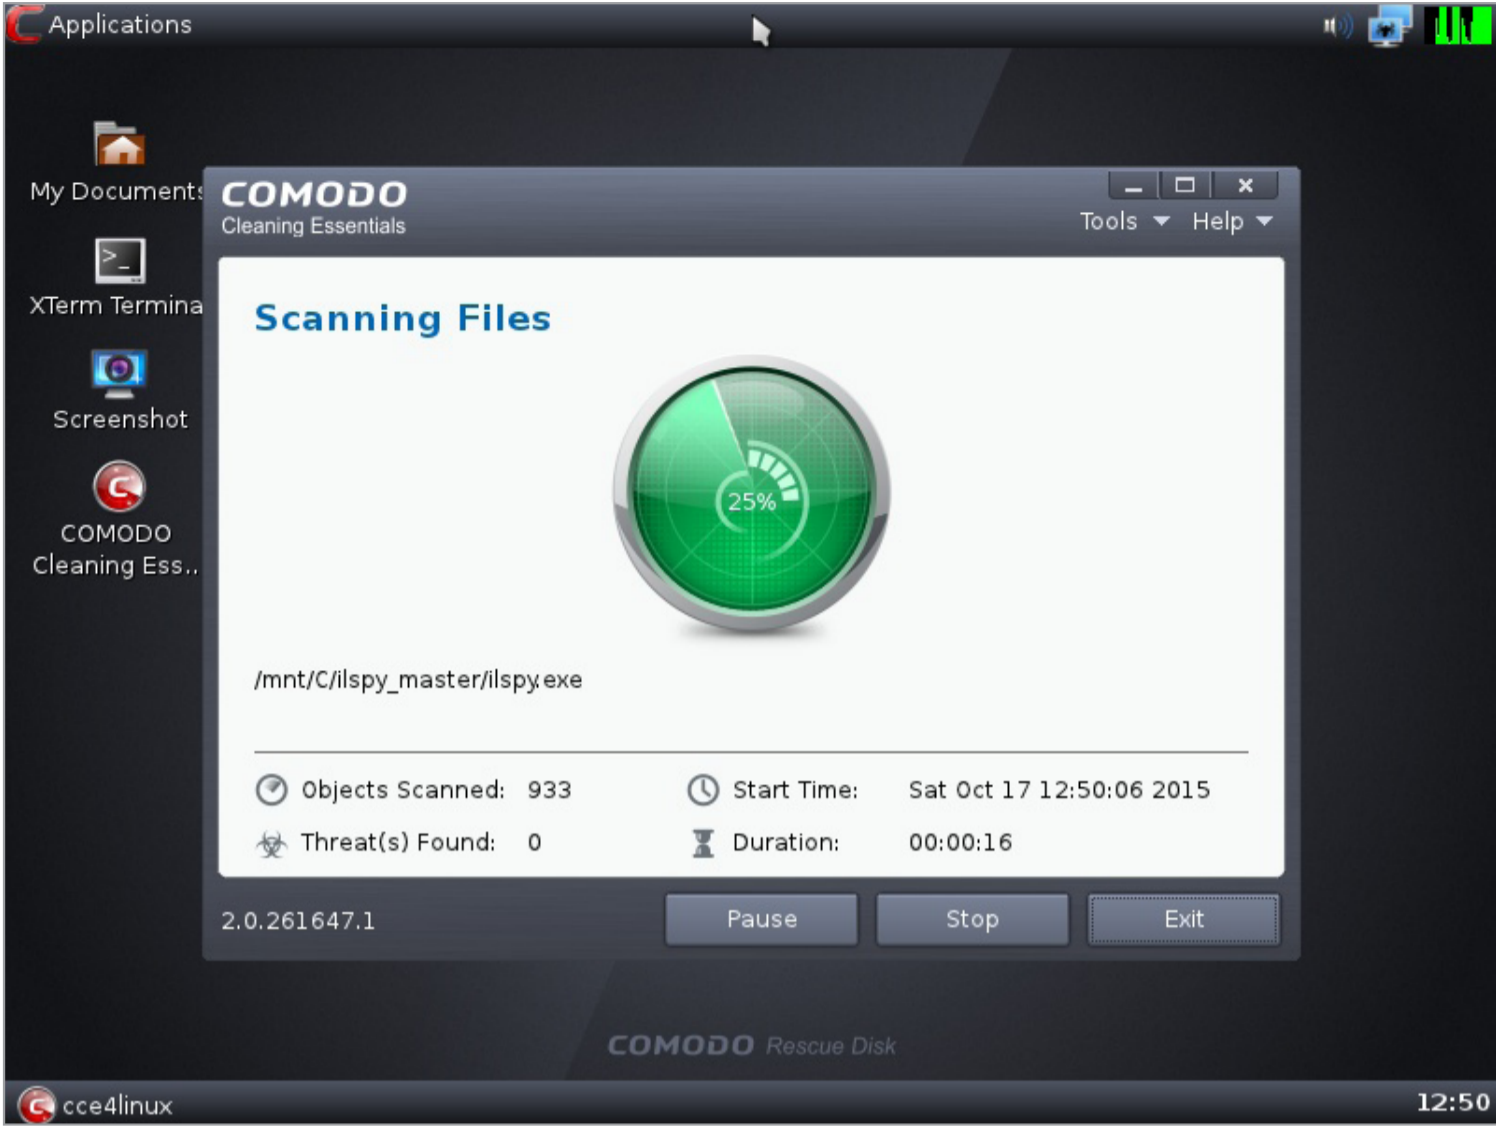 Applications
My Documents
XTerm Termina
Screenshot
COMODO
Cleaning Ess..
COMODO
Cleaning Essentials
Tools
Help
Scanning Files
25%
/mnt/C/ilspy_master/ilspy.exe
Objects Scanned: 933
Start Time: Sat Oct 17 12:50:06 2015
Threat(s) Found: 0
Duration: 00:00:16
2.0.261647.1
Pause
Stop
Exit
COMODO Rescue Disk
cce4linux
12:50